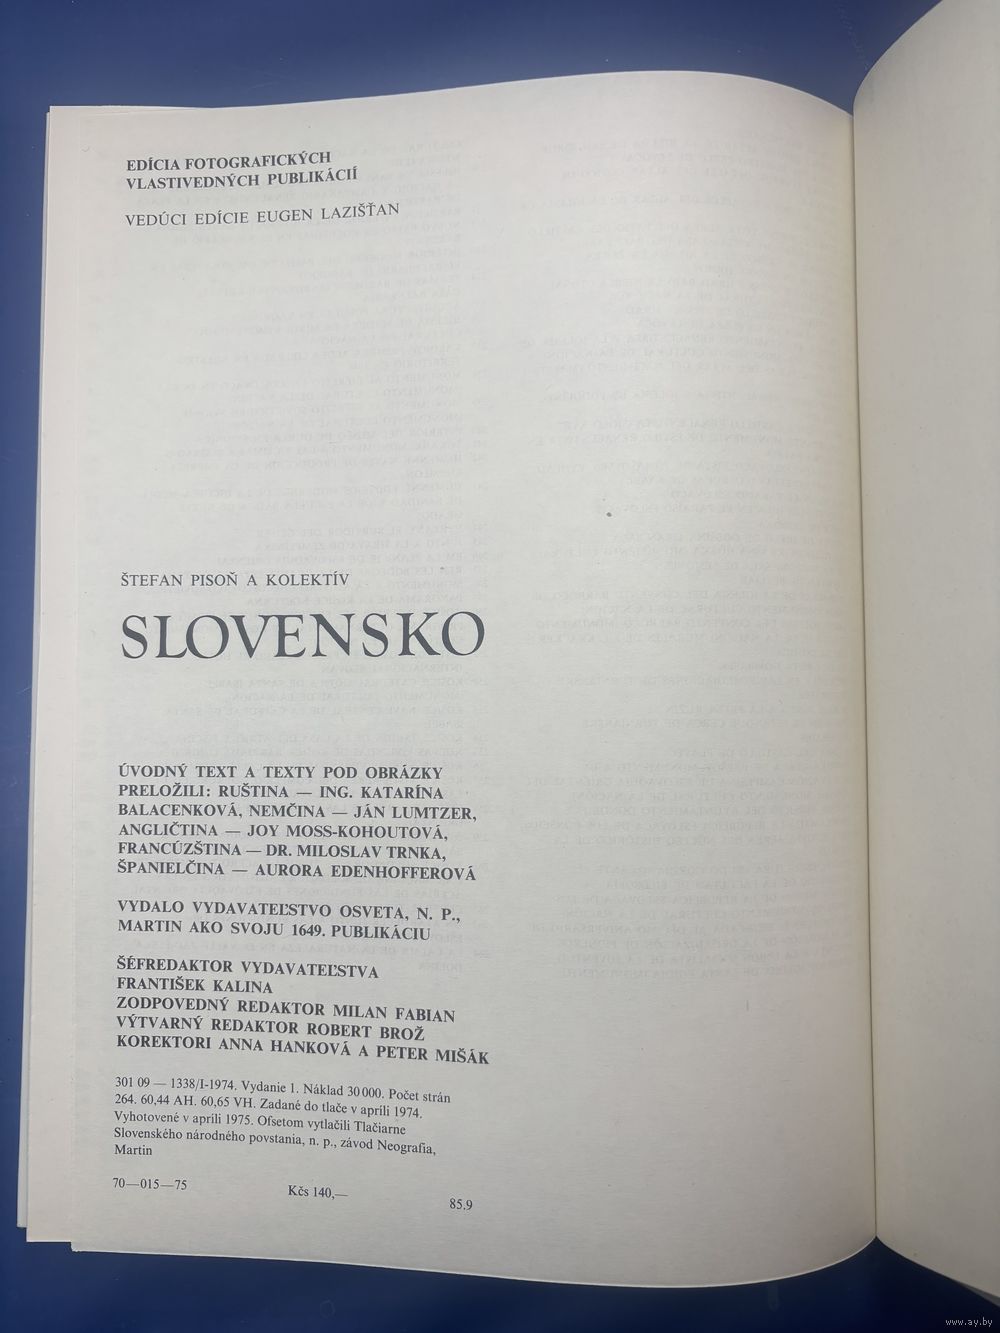 EDÍCIA FOTOGRAFICKÝCH
VLASTIVEDNÝCH PUBLIKÁCIÍ
VEDÚCI EDÍCIE EUGEN LAZIŠŤAN
ŠTEFAN PISOŇ A KOLEKTÍV
SLOVENSKO
ÚVODNÝ TEXT A TEXTY POD OBRÁZKY
PRELOŽILI: RUŠTINA — ING. KATARÍNA
BALACENKOVÁ, NEMČINA — JÁN LUMTZER,
ANGLIČTINA — JOY MOSS-KOHOUTOVÁ,
FRANCÚZŠTINA — DR. MILOSLAV TRNKA,
ŠPANIELČINA — AURORA EDENHOFFEROVÁ
VYDALO VYDAVATEĽSTVO OSVETA, N. P.,
MARTIN AKO SVOJU 1649. PUBLIKÁCIU
ŠÉFREDAKTOR VYDAVATEĽSTVA
FRANTIŠEK KALINA
ZODPOVEDNÝ REDAKTOR MILAN FABIAN
VÝTVARNÝ REDAKTOR ROBERT BROŽ
KOREKTORI ANNA HANKOVÁ A PETER MIŠÁK
301 09 — 1338/I-1974. Vydanie 1. Náklad 30 000. Počet strán
264. 60,44 AH. 60,65 VH. Zadané do tlače v apríli 1974.
Vyhotovené v apríli 1975. Ofsetom vytlačili Tlačiarne
Slovenského národného povstania, n. p., závod Neografia,
Martin
70—015—75
Kčs 140,—
85.9
www.ay.by